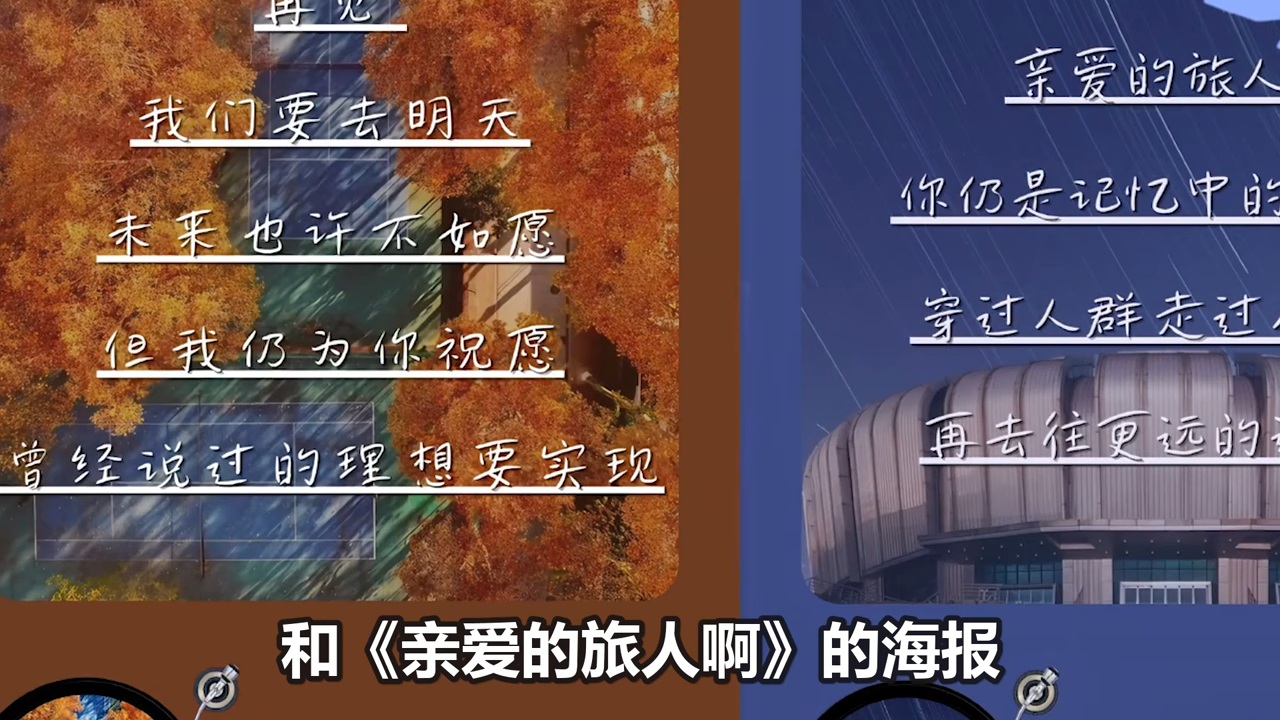 再见
我们要去明天
未来也许不如愿
但我仍为你祝愿
曾经说过的理想要实现
亲爱的旅人
你仍是记忆中的
穿过人群走过
再去往更远的
和《亲爱的旅人啊》的海报